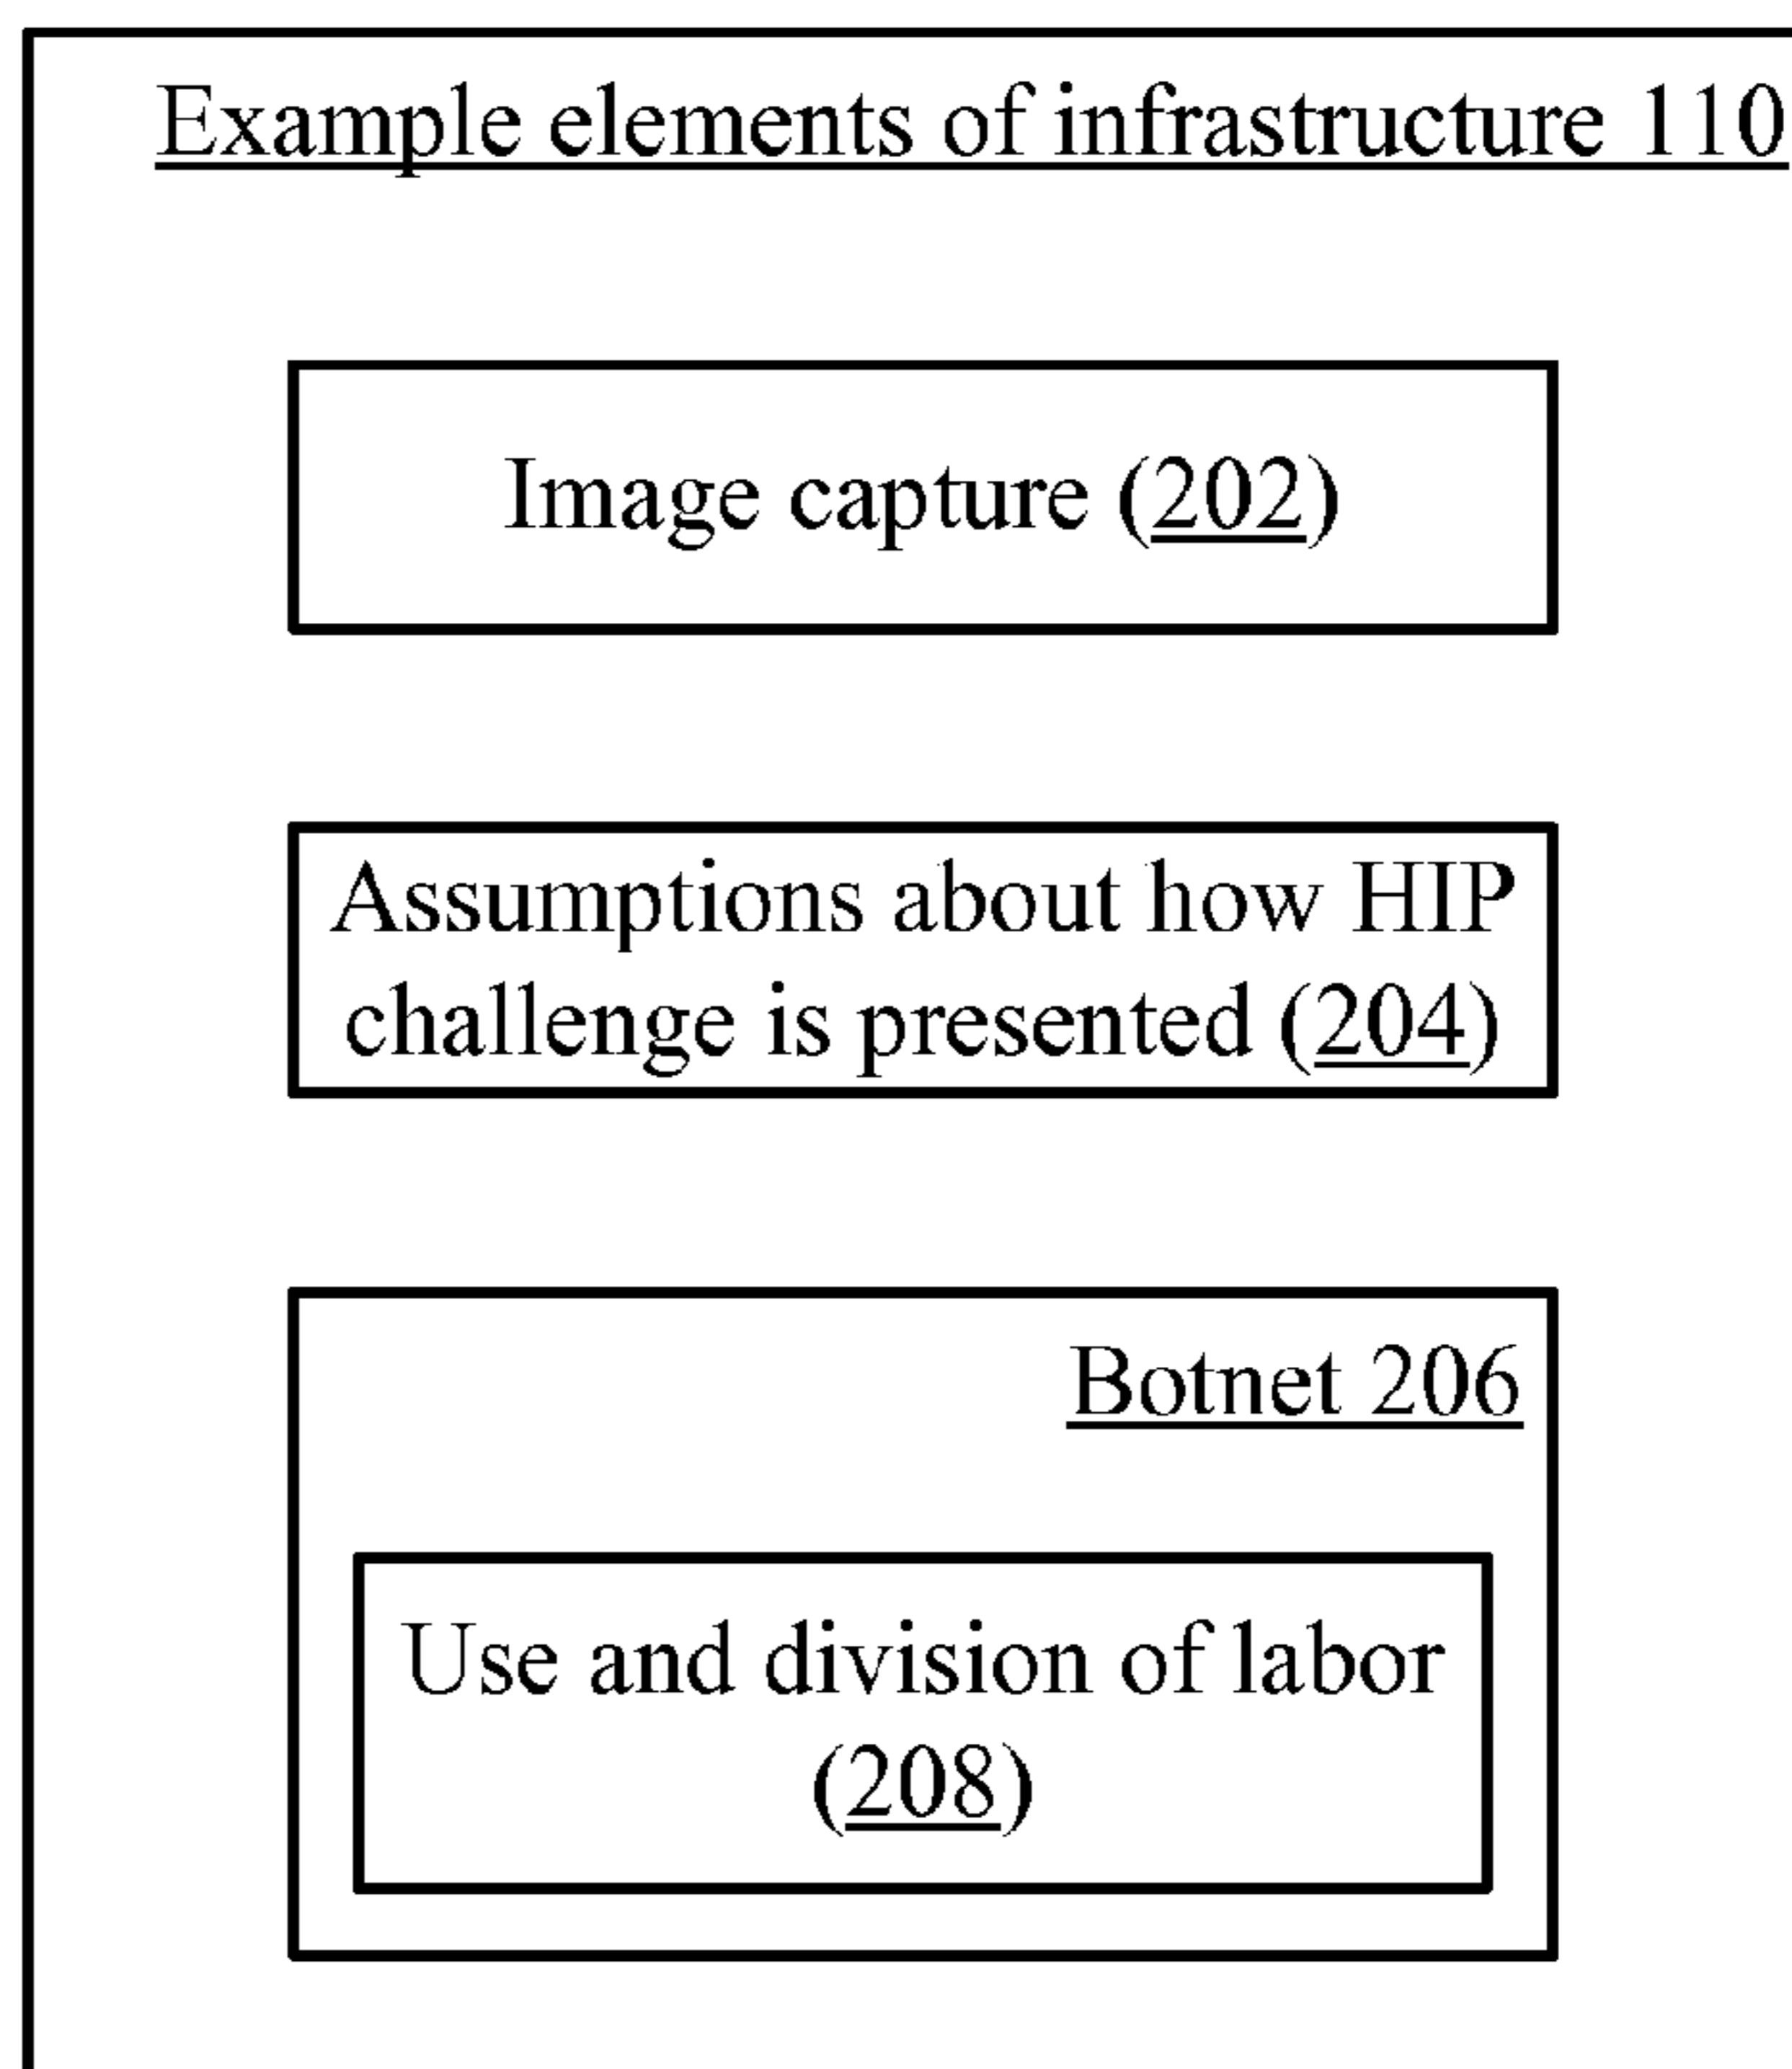 Example elements of infrastructure 110
Image capture (202)
Assumptions about how HIP
challenge is presented (204)
Botnet 206
Use and division of labor
(208)